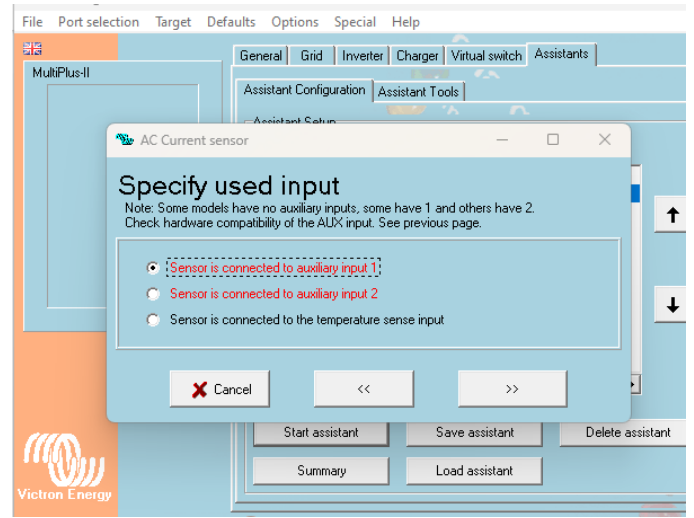 File Port selection Target Defaults Options Special Help
General Grid Inverter Charger Virtual switch Assistants
MultiPlus-II
Assistant Configuration Assistant Tools
Assistant Setup
AC Current sensor
Specify used input
Note: Some models have no auxiliary inputs, some have 1 and others have 2.
Check hardware compatibility of the AUX input. See previous page.
Sensor is connected to auxiliary input 1
Sensor is connected to auxiliary input 2
Sensor is connected to the temperature sense input
Cancel << >>
Start assistant Save assistant Delete assistant
Summary Load assistant
Victron Energy